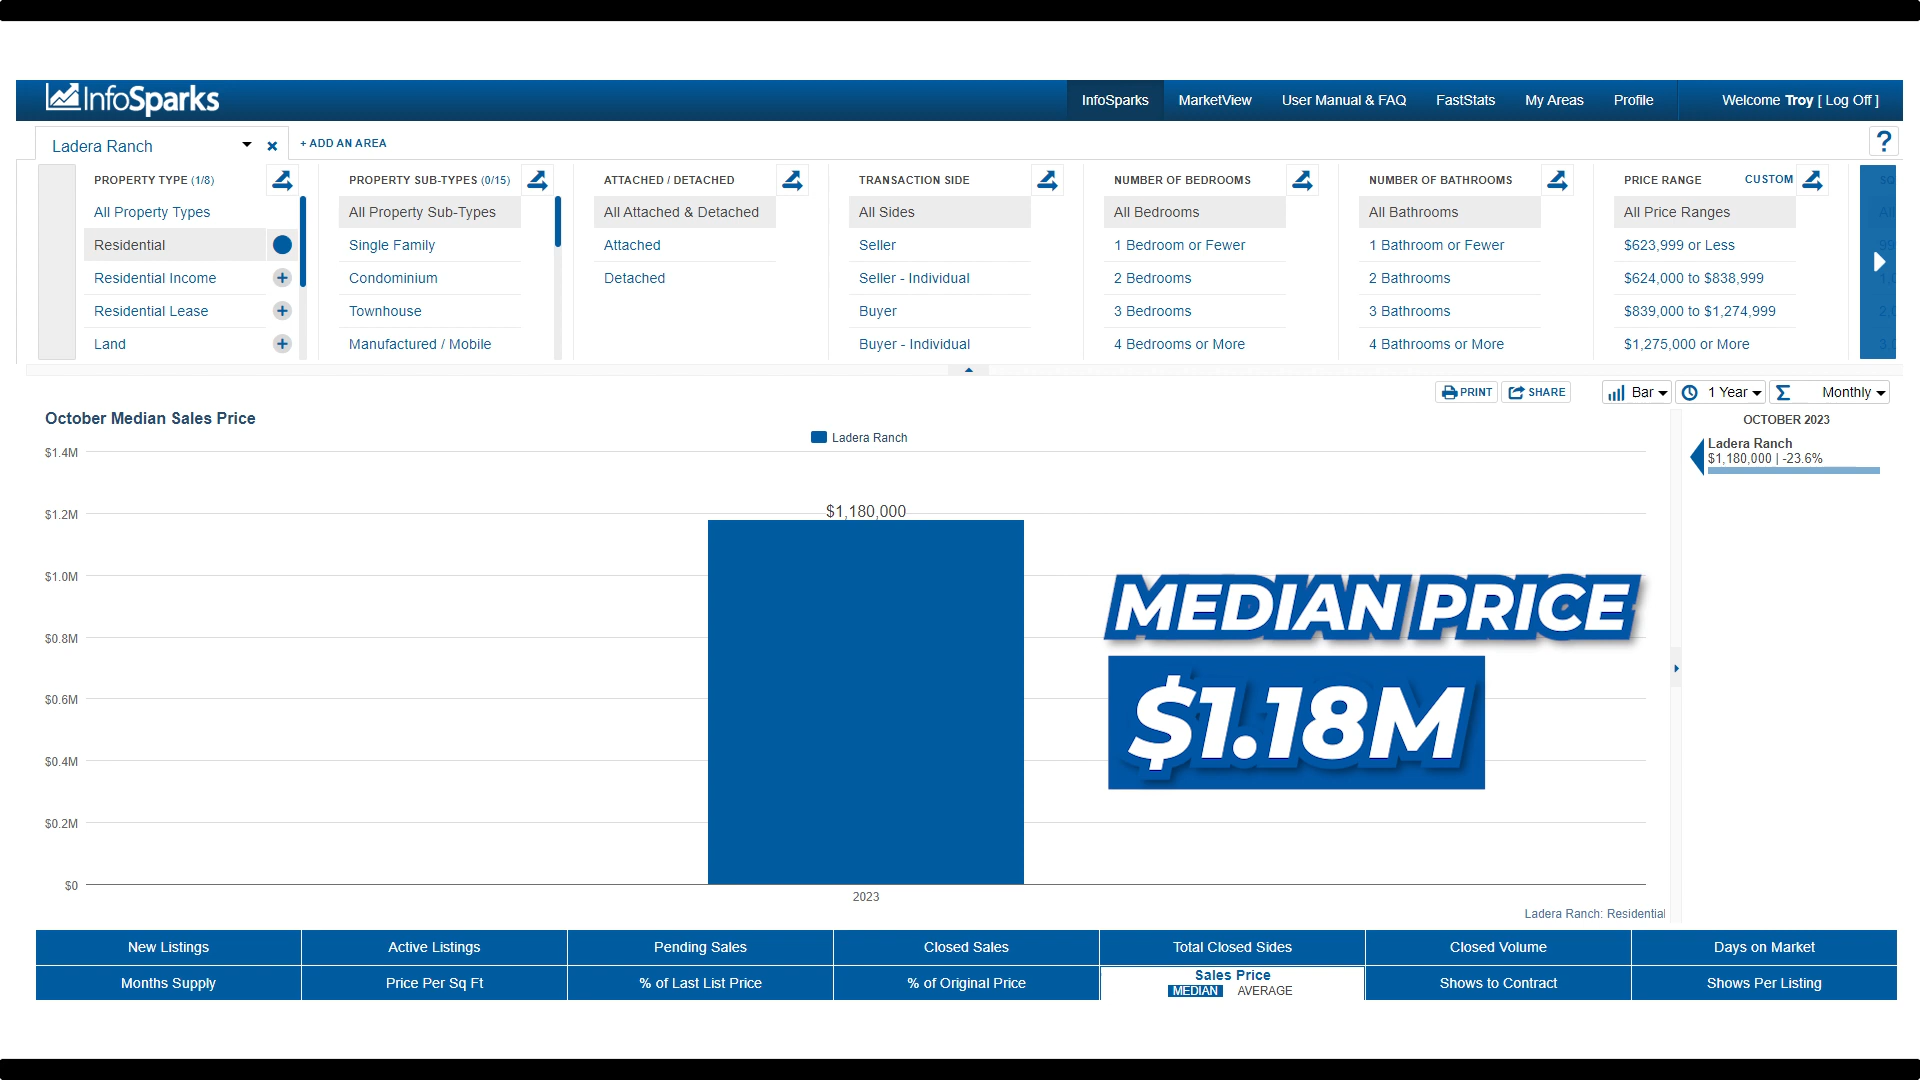 InfoSparks
InfoSparks MarketView User Manual & FAQ FastStats My Areas Profile Welcome Troy [ Log Off ]
Ladera Ranch + ADD AN AREA ?
PROPERTY TYPE (1/8)
All Property Types
Residential
Residential Income
Residential Lease
Land
PROPERTY SUB-TYPES (0/15)
All Property Sub-Types
Single Family
Condominium
Townhouse
Manufactured / Mobile
ATTACHED / DETACHED
All Attached & Detached
Attached
Detached
TRANSACTION SIDE
All Sides
Seller
Seller - Individual
Buyer
Buyer - Individual
NUMBER OF BEDROOMS
All Bedrooms
1 Bedroom or Fewer
2 Bedrooms
3 Bedrooms
4 Bedrooms or More
NUMBER OF BATHROOMS
All Bathrooms
1 Bathroom or Fewer
2 Bathrooms
3 Bathrooms
4 Bathrooms or More
PRICE RANGE CUSTOM
All Price Ranges
$623,999 or Less
$624,000 to $838,999
$839,000 to $1,274,999
$1,275,000 or More
PRINT SHARE Bar 1 Year Σ Monthly
October Median Sales Price
Ladera Ranch
OCTOBER 2023
Ladera Ranch
$1,180,000 | -23.6%
$1.4M
$1.2M
$1.0M
$0.8M
$0.6M
$0.4M
$0.2M
$0
$1,180,000
MEDIAN PRICE
$1.18M
2023
Ladera Ranch: Residential
New Listings Active Listings Pending Sales Closed Sales Total Closed Sides Closed Volume Days on Market
Months Supply Price Per Sq Ft % of Last List Price % of Original Price Sales Price Shows to Contract Shows Per Listing
MEDIAN AVERAGE